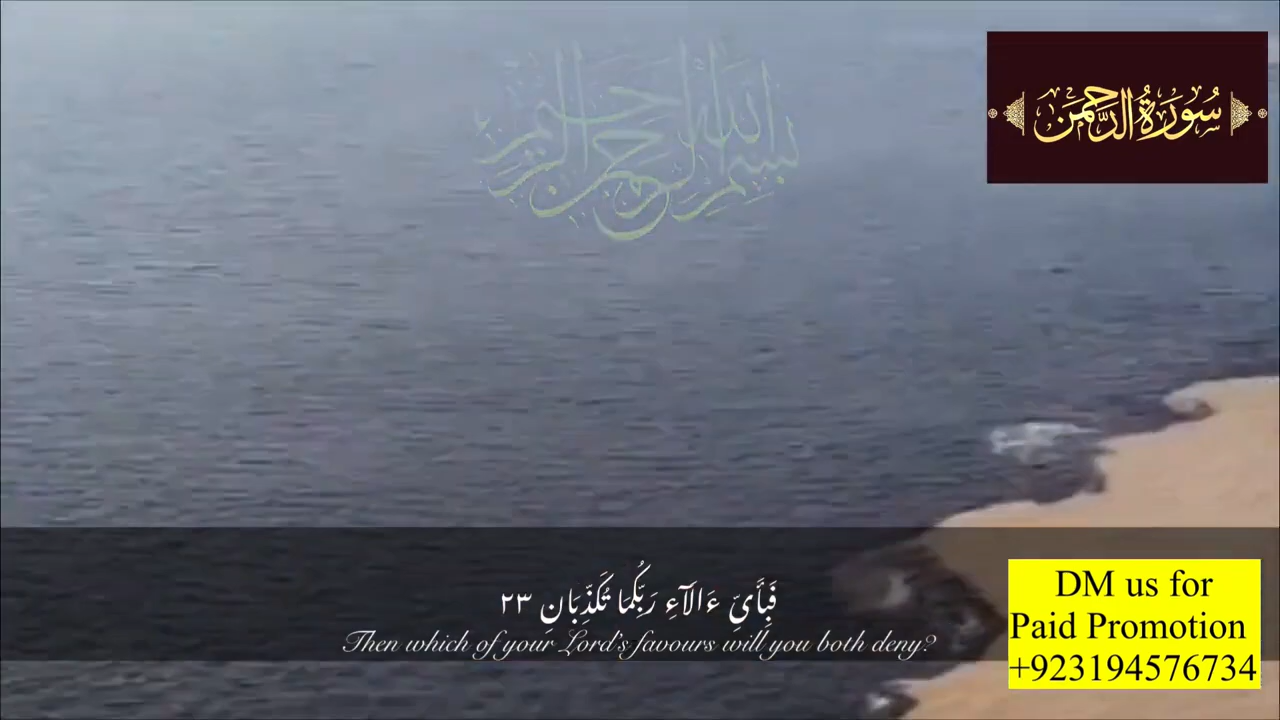 بِسْمِ اللهِ الرَّحْمٰنِ الرَّحِيمِ
سُورَةُ الرَّحْمَن
فَبِأَيِّ ءَالَآءِ رَبِّكُمَا تُكَذِّبَانِ ٢٣
Then which of your Lord's favours will you both deny?
DM us for
Paid Promotion
+923194576734